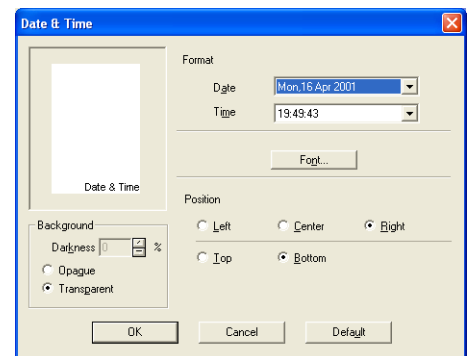 Date & Time
Format
Date Mon,16 Apr 2001
Time 19:49:43
Font...
Date & Time
Position
Left Center Right
Top Bottom
Background
Darkness 0 %
Opaque
Transparent
OK Cancel Default